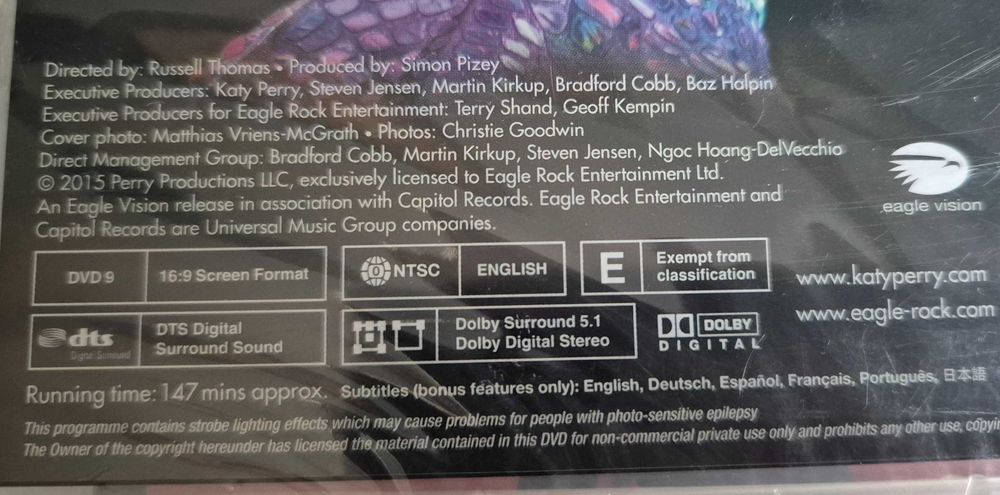 Directed by: Russell Thomas • Produced by: Simon Pizey
Executive Producers: Katy Perry, Steven Jensen, Martin Kirkup, Bradford Cobb, Baz Halpin
Executive Producers for Eagle Rock Entertainment: Terry Shand, Geoff Kempin
Cover photo: Matthias Vriens-McGrath • Photos: Christie Goodwin
Direct Management Group: Bradford Cobb, Martin Kirkup, Steven Jensen, Ngoc Hoang-DelVecchio
© 2015 Perry Productions LLC, exclusively licensed to Eagle Rock Entertainment Ltd.
An Eagle Vision release in association with Capitol Records. Eagle Rock Entertainment and
Capitol Records are Universal Music Group companies.
eagle vision
DVD 9
16:9 Screen Format
0 NTSC
ENGLISH
E
Exempt from
classification
www.katyperry.com
www.eagle-rock.com
dts
Digital Surround
DTS Digital
Surround Sound
Dolby Surround 5.1
Dolby Digital Stereo
DOLBY
DIGITAL
Running time: 147 mins approx. Subtitles (bonus features only): English, Deutsch, Español, Français, Português, 日本語
This programme contains strobe lighting effects which may cause problems for people with photo-sensitive epilepsy
The Owner of the copyright hereunder has licensed the material contained in this DVD for non-commercial private use only and prohibits any other use, copyin